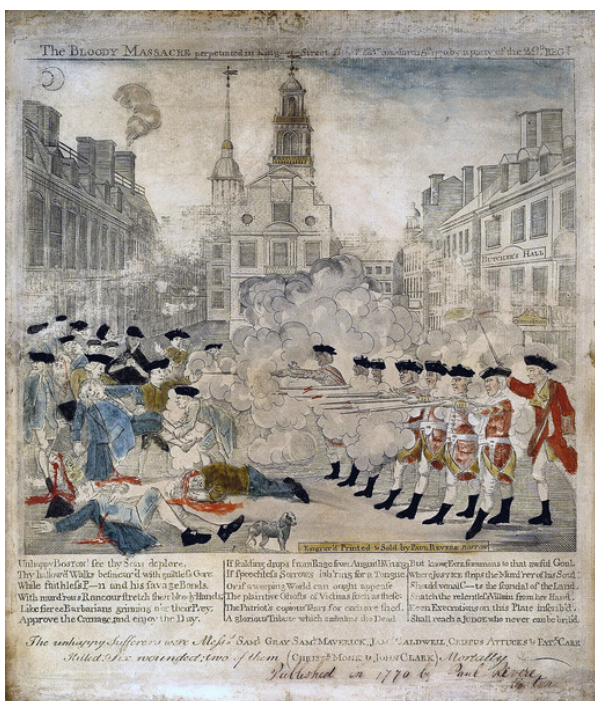 The BLOODY MASSACRE perpetrated in King Street by a party of the 29th REGt
BUTCHER'S HALL
Engrav'd Printed & Sold by PAUL REVERE
Unhappy BOSTON! see thy Sons deplore,
Thy hallow'd Walks besmear'd with guiltless Gore:
While faithless P—n and his savage Bands,
With murd'rous Rancour stretch their bloody Hands;
Like fierce Barbarians grinning o'er their Prey,
Approve the Carnage, and enjoy the Day.
If scalding drops from Rage from Anguish Wrung
If speechless Sorrows lab'ring for a Tongue,
Or if a weeping World can ought appease
The plaintive Ghosts of Victims such as these:
The Patriot's copious Tears for each are shed,
A glorious Tribute which embalms the Dead.
But know, FATE summons to that awful Goal.
Where JUSTICE strips the Murd'rer of his Soul:
Should venal C—ts the scandal of the Land,
Snatch the relentless Villain from her Hand,
Keen Execrations on this Plate inscrib'd,
Shall reach a JUDGE who never can be brib'd.
The unhappy Sufferers were Messs. SAML GRAY, SAML MAVERICK, JAMS CALDWELL, CRISPUS ATTUCKS & PATK CARR
Killed. Six wounded; two of them (CHRISTR MONK & JOHN CLARK) Mortally
Published in 1770 by Paul Revere
Boston